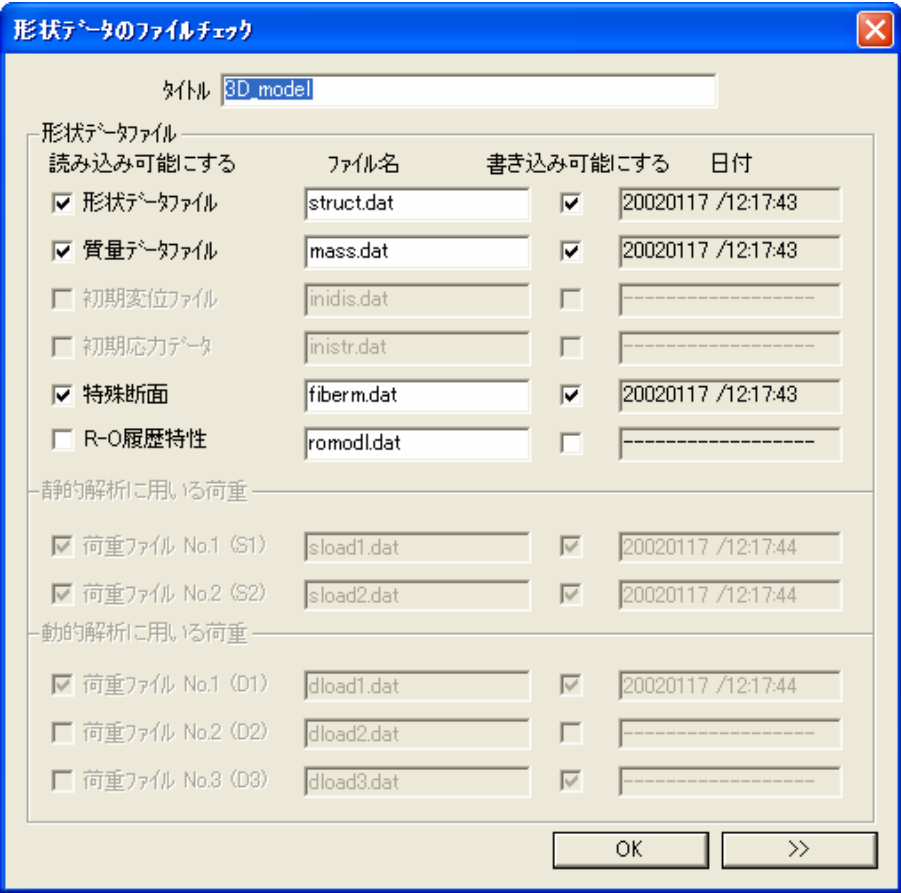 形状ﾃﾞｰﾀのﾌｧｲﾙﾁｪｯｸ
ﾀｲﾄﾙ 3D_model
形状ﾃﾞｰﾀﾌｧｲﾙ
読み込み可能にする ﾌｧｲﾙ名 書き込み可能にする 日付
形状ﾃﾞｰﾀﾌｧｲﾙ struct.dat 20020117 /12:17:43
質量ﾃﾞｰﾀﾌｧｲﾙ mass.dat 20020117 /12:17:43
初期変位ﾌｧｲﾙ inidis.dat ------------------
初期応力ﾃﾞｰﾀ inistr.dat ------------------
特殊断面 fiberm.dat 20020117 /12:17:43
R-O履歴特性 romodl.dat ------------------
静的解析に用いる荷重
荷重ﾌｧｲﾙ No.1 (S1) sload1.dat 20020117 /12:17:44
荷重ﾌｧｲﾙ No.2 (S2) sload2.dat 20020117 /12:17:44
動的解析に用いる荷重
荷重ﾌｧｲﾙ No.1 (D1) dload1.dat 20020117 /12:17:44
荷重ﾌｧｲﾙ No.2 (D2) dload2.dat ------------------
荷重ﾌｧｲﾙ No.3 (D3) dload3.dat ------------------
OK >>